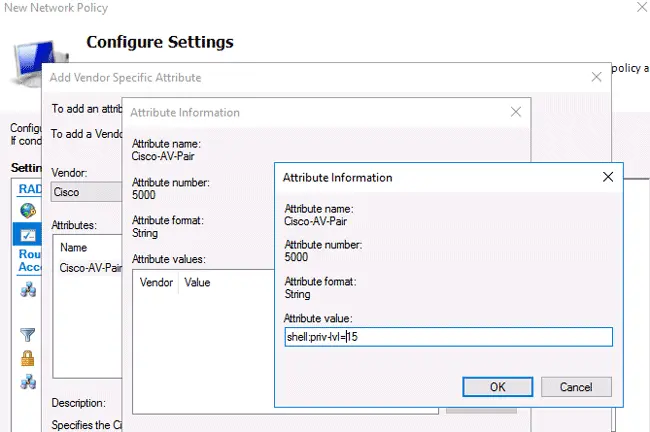 New Network Policy
Configure Settings
Add Vendor Specific Attribute
policy a
To add an attrib
Attribute Information
To add a Vendo
Configu
If cond
Attribute name:
Cisco-AV-Pair
Settin
Vendor:
RAD
Cisco
Attribute number:
5000
Attribute format:
String
Attributes:
Name
Cisco-AV-Pair
Rou
Acce
Attribute values:
Vendor Value
Description:
Specifies the Ci
Attribute Information
Attribute name:
Cisco-AV-Pair
Attribute number:
5000
Attribute format:
String
Attribute value:
shell:priv-lvl=15
OK Cancel